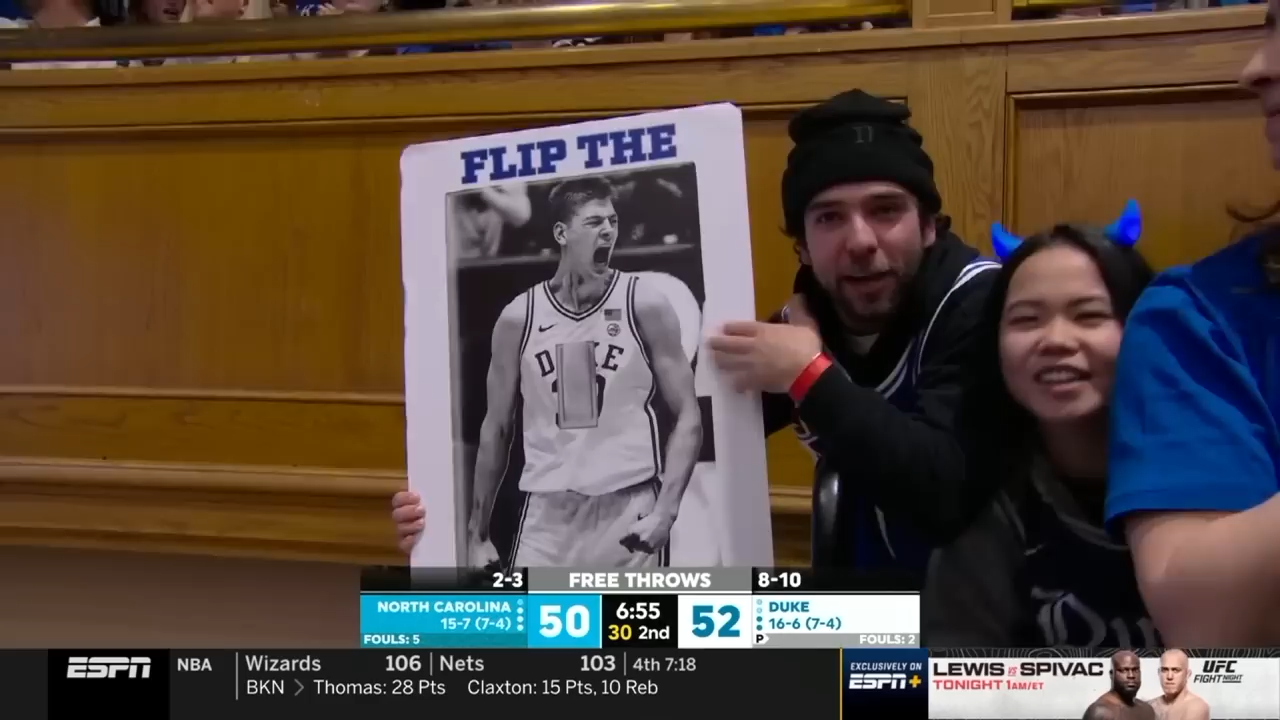 FLIP THE
D
DUKE
2-3 FREE THROWS 8-10
NORTH CAROLINA 50 6:55 52 DUKE
15-7 (7-4) 30 2nd 16-6 (7-4)
FOULS: 5 P FOULS: 2
ESPN NBA Wizards 106 Nets 103 4th 7:18
BKN Thomas: 28 Pts Claxton: 15 Pts, 10 Reb
EXCLUSIVELY ON
ESPN+
LEWIS VS SPIVAC
TONIGHT 1AM/ET
UFC
FIGHT NIGHT